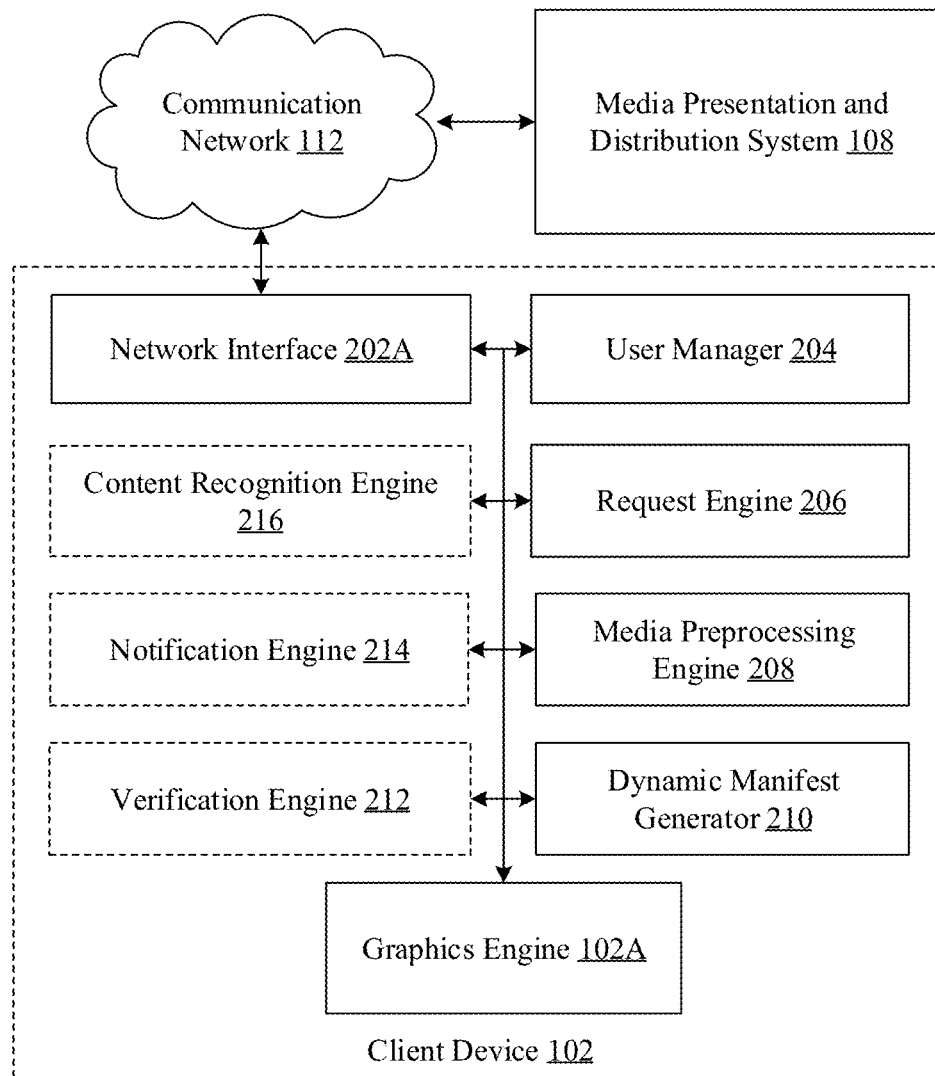 Communication
Network 112
Media Presentation and
Distribution System 108
Network Interface 202A
User Manager 204
Content Recognition Engine
216
Request Engine 206
Notification Engine 214
Media Preprocessing
Engine 208
Verification Engine 212
Dynamic Manifest
Generator 210
Graphics Engine 102A
Client Device 102